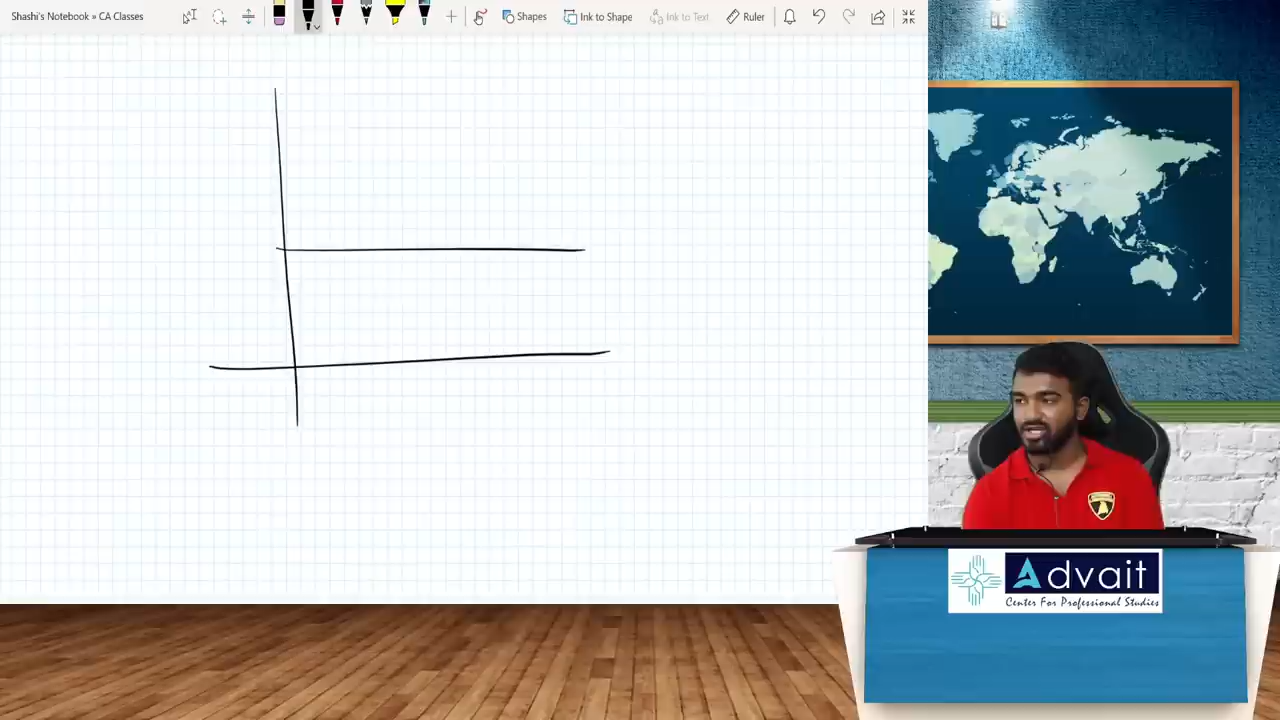 Shashi's Notebook » CA Classes
Shapes
Ink to Shape
Ink to Text
Ruler
Advait
Center For Professional Studies